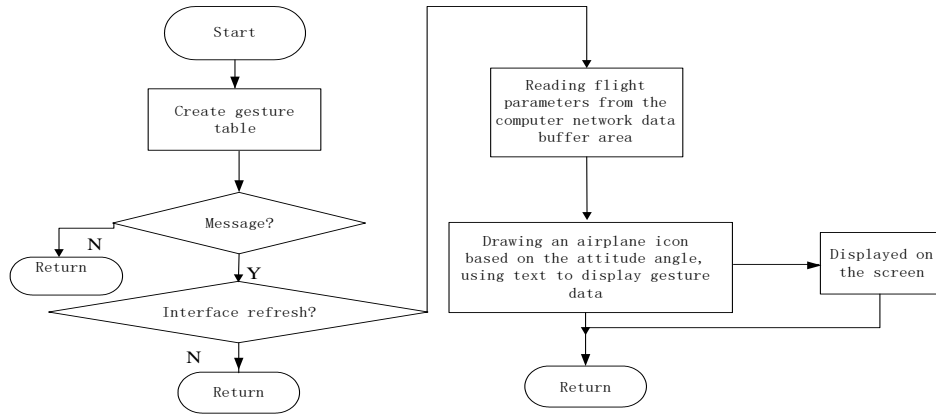 Start
Create gesture
table
Message?
N
Return
Y
Interface refresh?
N
Return
Reading flight
parameters from the
computer network data
buffer area
Drawing an airplane icon
based on the attitude angle,
using text to display gesture
data
Displayed on
the screen
Return